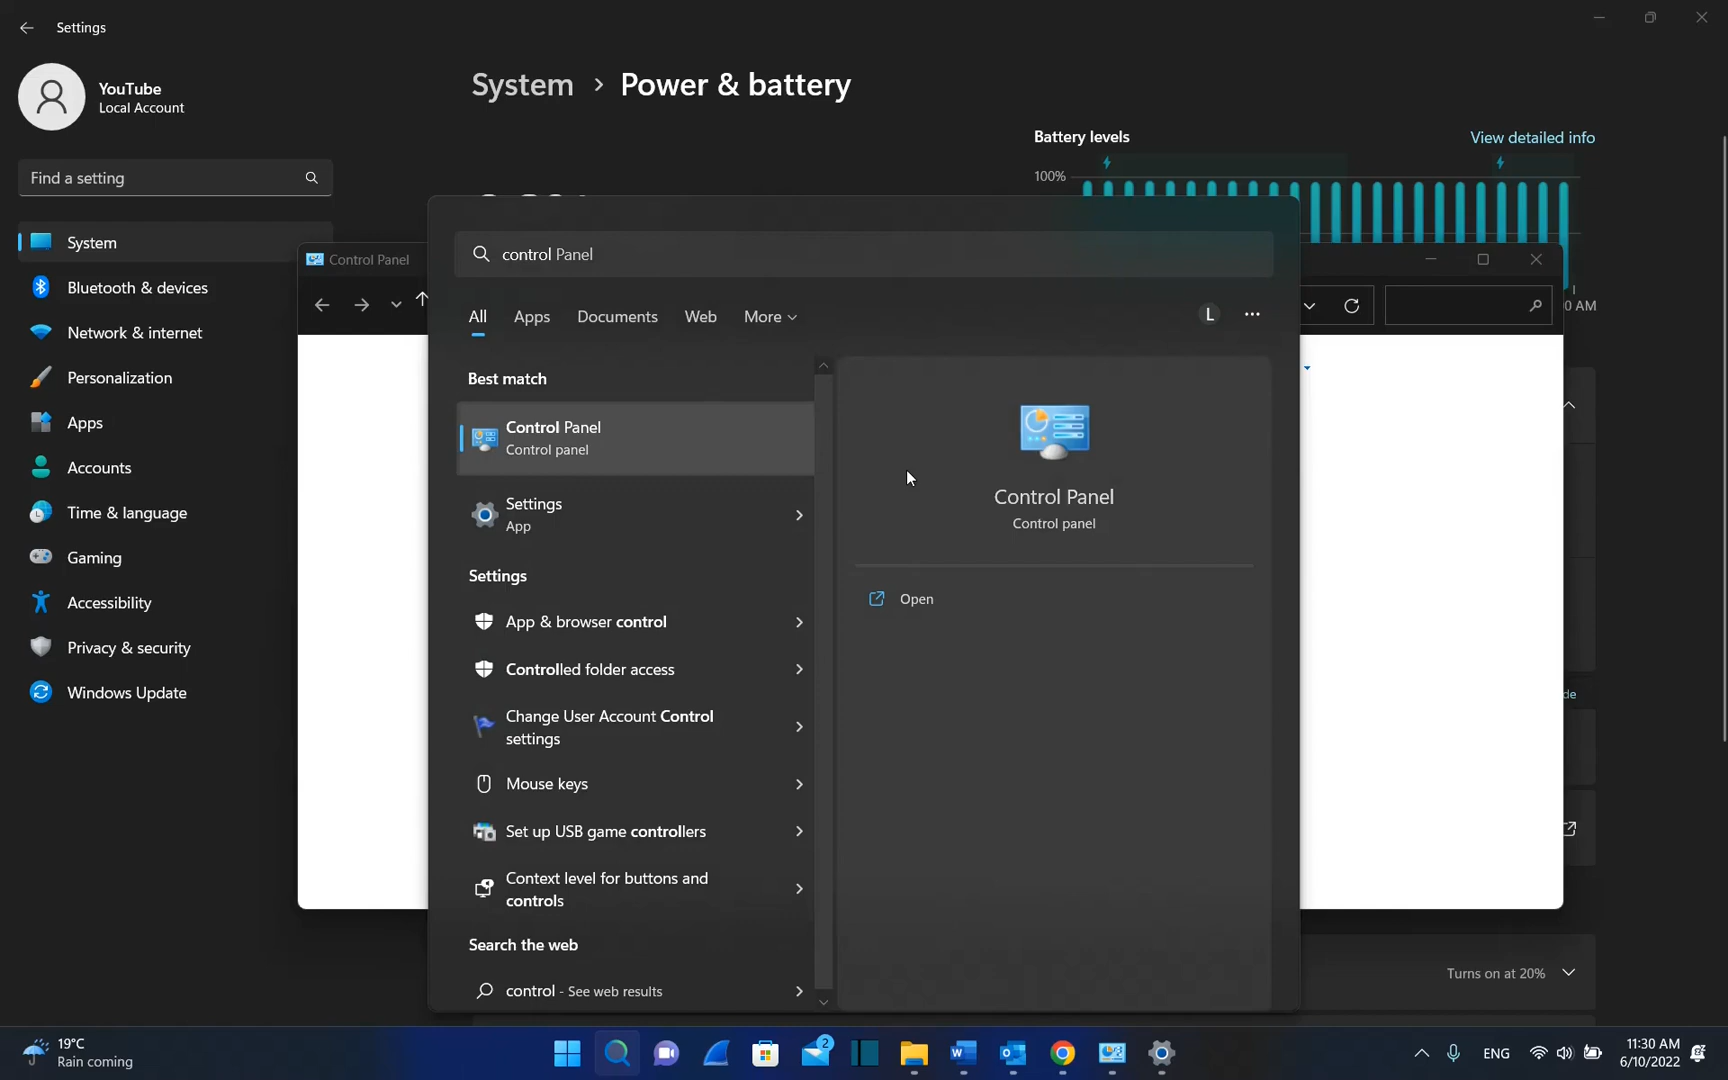 Settings
YouTube
Local Account
Find a setting
System
Bluetooth & devices
Network & internet
Personalization
Apps
Accounts
Time & language
Gaming
Accessibility
Privacy & security
Windows Update
System > Power & battery
Battery levels
View detailed info
100%
0 AM
Control Panel
control Panel
All
Apps
Documents
Web
More
L
Best match
Control Panel
Control panel
Settings
App
Settings
App & browser control
Controlled folder access
Change User Account Control
settings
Mouse keys
Set up USB game controllers
Context level for buttons and
controls
Search the web
control - See web results
Control Panel
Control panel
Open
de
Turns on at 20%
19°C
Rain coming
2
ENG
11:30 AM
6/10/2022